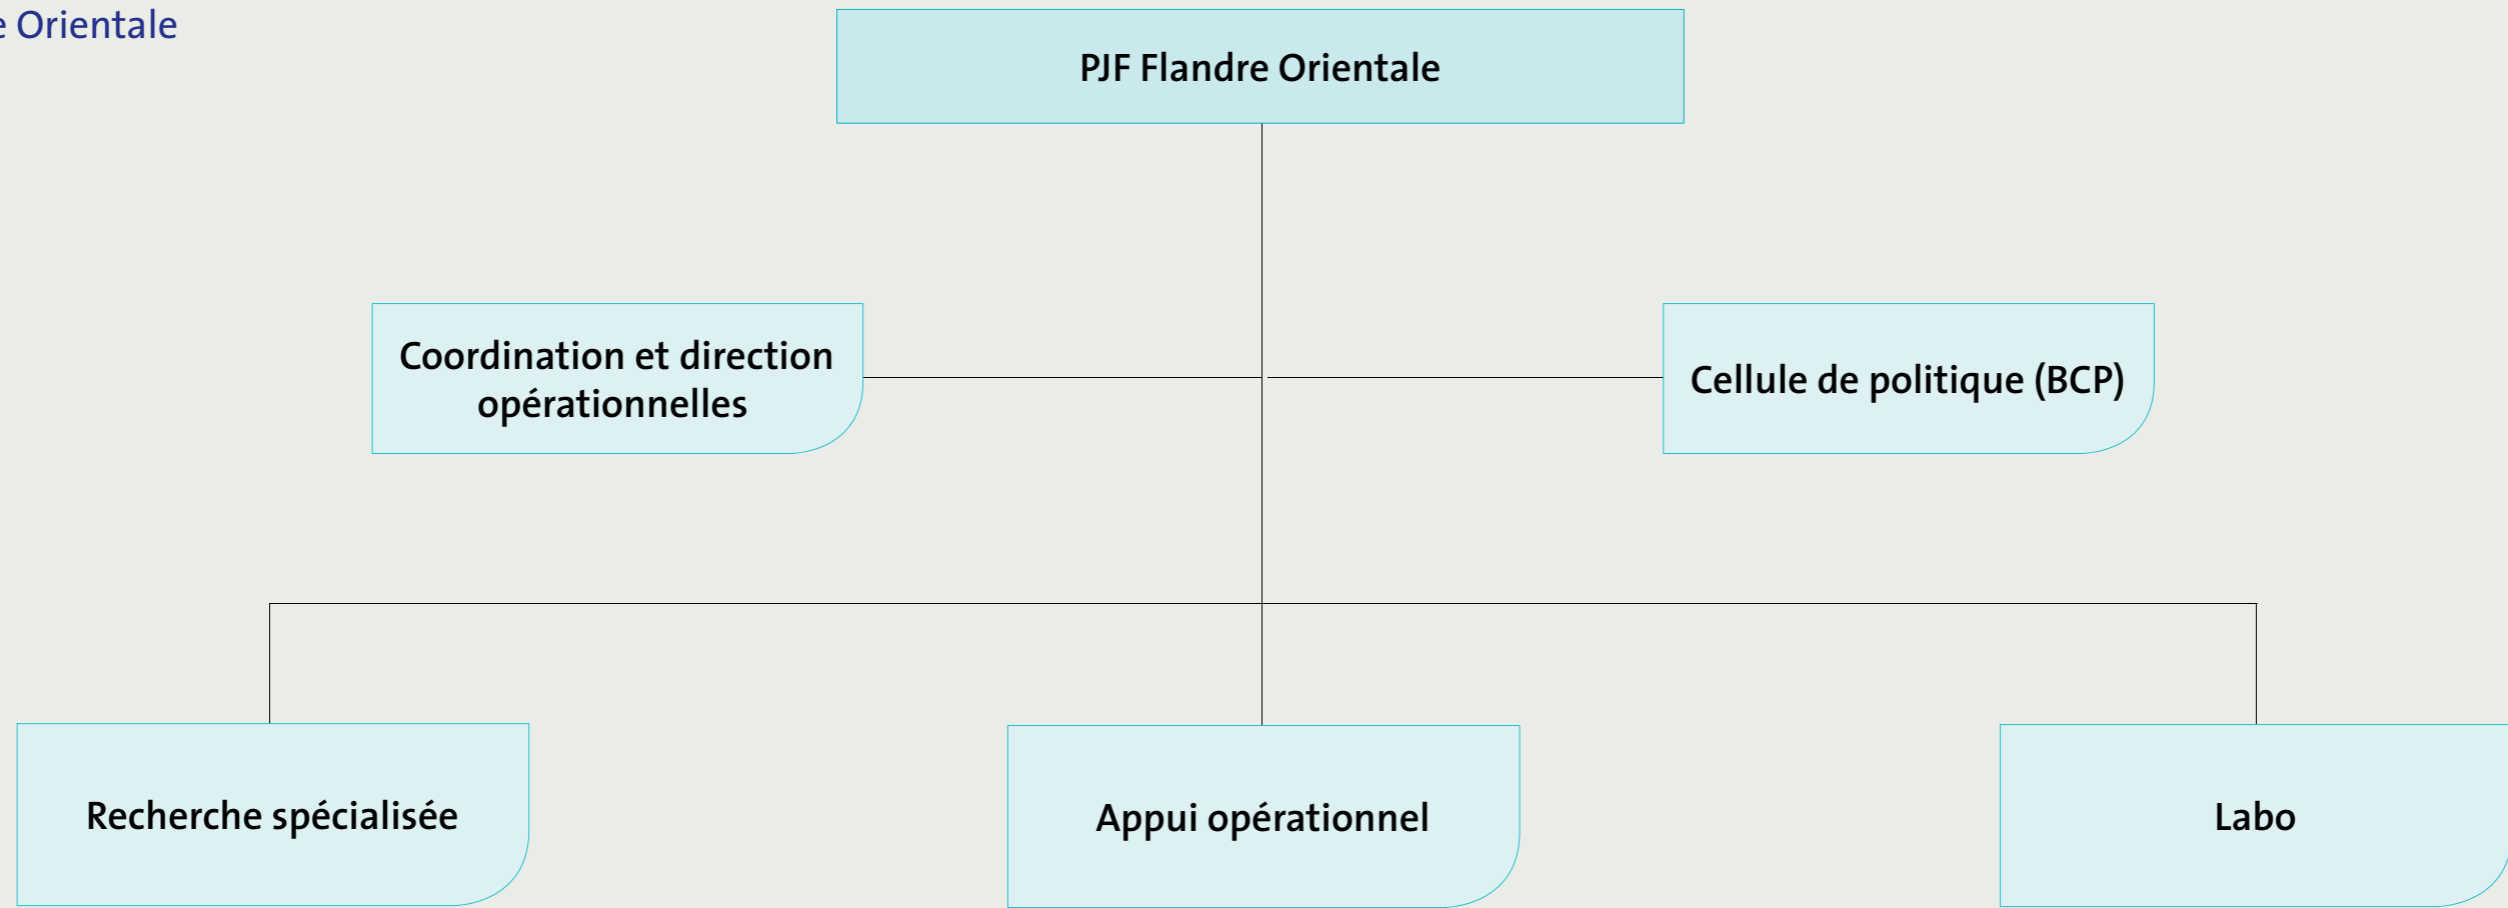 e Orientale
PJF Flandre Orientale
Coordination et direction
opérationnelles
Cellule de politique (BCP)
Recherche spécialisée
Appui opérationnel
Labo